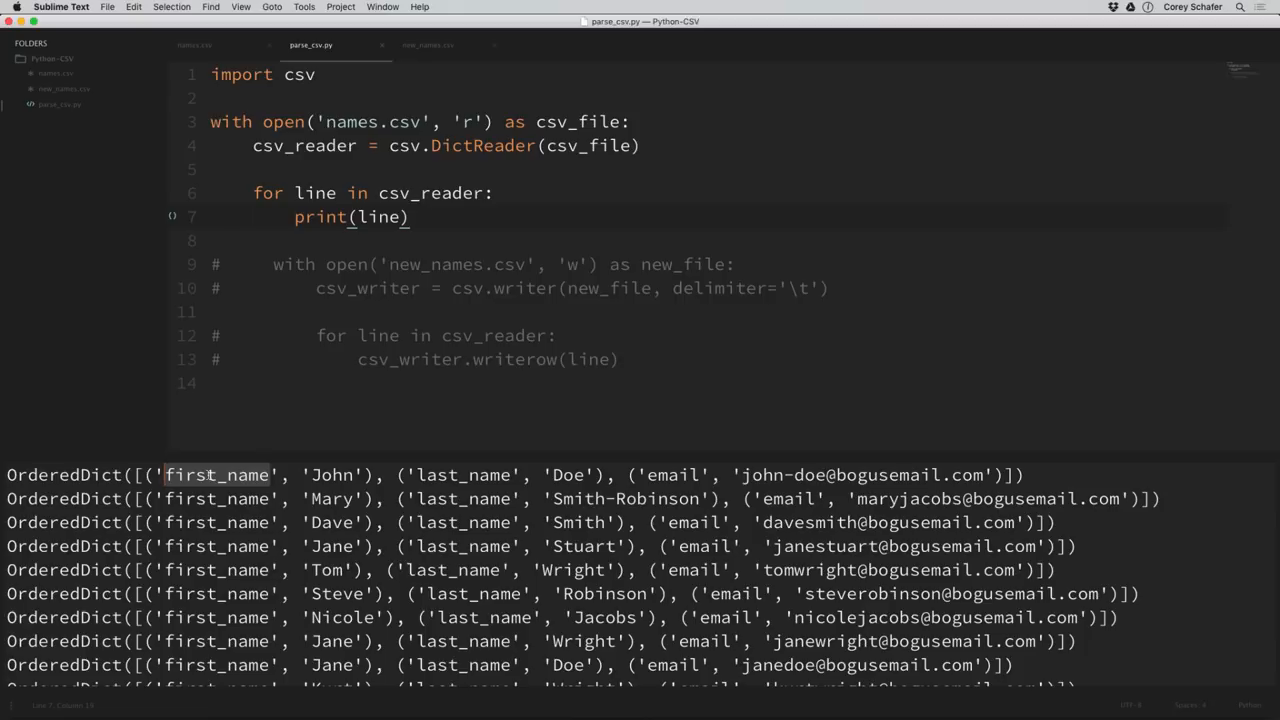 Sublime Text File Edit Selection Find View Goto Tools Project Window Help Corey Schafer
parse_csv.py — Python-CSV
FOLDERS
Python-CSV
names.csv
new_names.csv
parse_csv.py
names.csv parse_csv.py new_names.csv
1 import csv
2
3 with open('names.csv', 'r') as csv_file:
4 csv_reader = csv.DictReader(csv_file)
5
6 for line in csv_reader:
7 print(line)
8
9 # with open('new_names.csv', 'w') as new_file:
10 # csv_writer = csv.writer(new_file, delimiter='\t')
11
12 # for line in csv_reader:
13 # csv_writer.writerow(line)
14
OrderedDict([('first_name', 'John'), ('last_name', 'Doe'), ('email', 'john-doe@bogusemail.com')])
OrderedDict([('first_name', 'Mary'), ('last_name', 'Smith-Robinson'), ('email', 'maryjacobs@bogusemail.com')])
OrderedDict([('first_name', 'Dave'), ('last_name', 'Smith'), ('email', 'davesmith@bogusemail.com')])
OrderedDict([('first_name', 'Jane'), ('last_name', 'Stuart'), ('email', 'janestuart@bogusemail.com')])
OrderedDict([('first_name', 'Tom'), ('last_name', 'Wright'), ('email', 'tomwright@bogusemail.com')])
OrderedDict([('first_name', 'Steve'), ('last_name', 'Robinson'), ('email', 'steverobinson@bogusemail.com')])
OrderedDict([('first_name', 'Nicole'), ('last_name', 'Jacobs'), ('email', 'nicolejacobs@bogusemail.com')])
OrderedDict([('first_name', 'Jane'), ('last_name', 'Wright'), ('email', 'janewright@bogusemail.com')])
OrderedDict([('first_name', 'Jane'), ('last_name', 'Doe'), ('email', 'janedoe@bogusemail.com')])
OrderedDict([('first_name', 'Kurt'), ('last_name', 'Wright'), ('email', 'kurtwright@bogusemail.com')])
Line 7, Column 19 UTF-8 Spaces: 4 Python